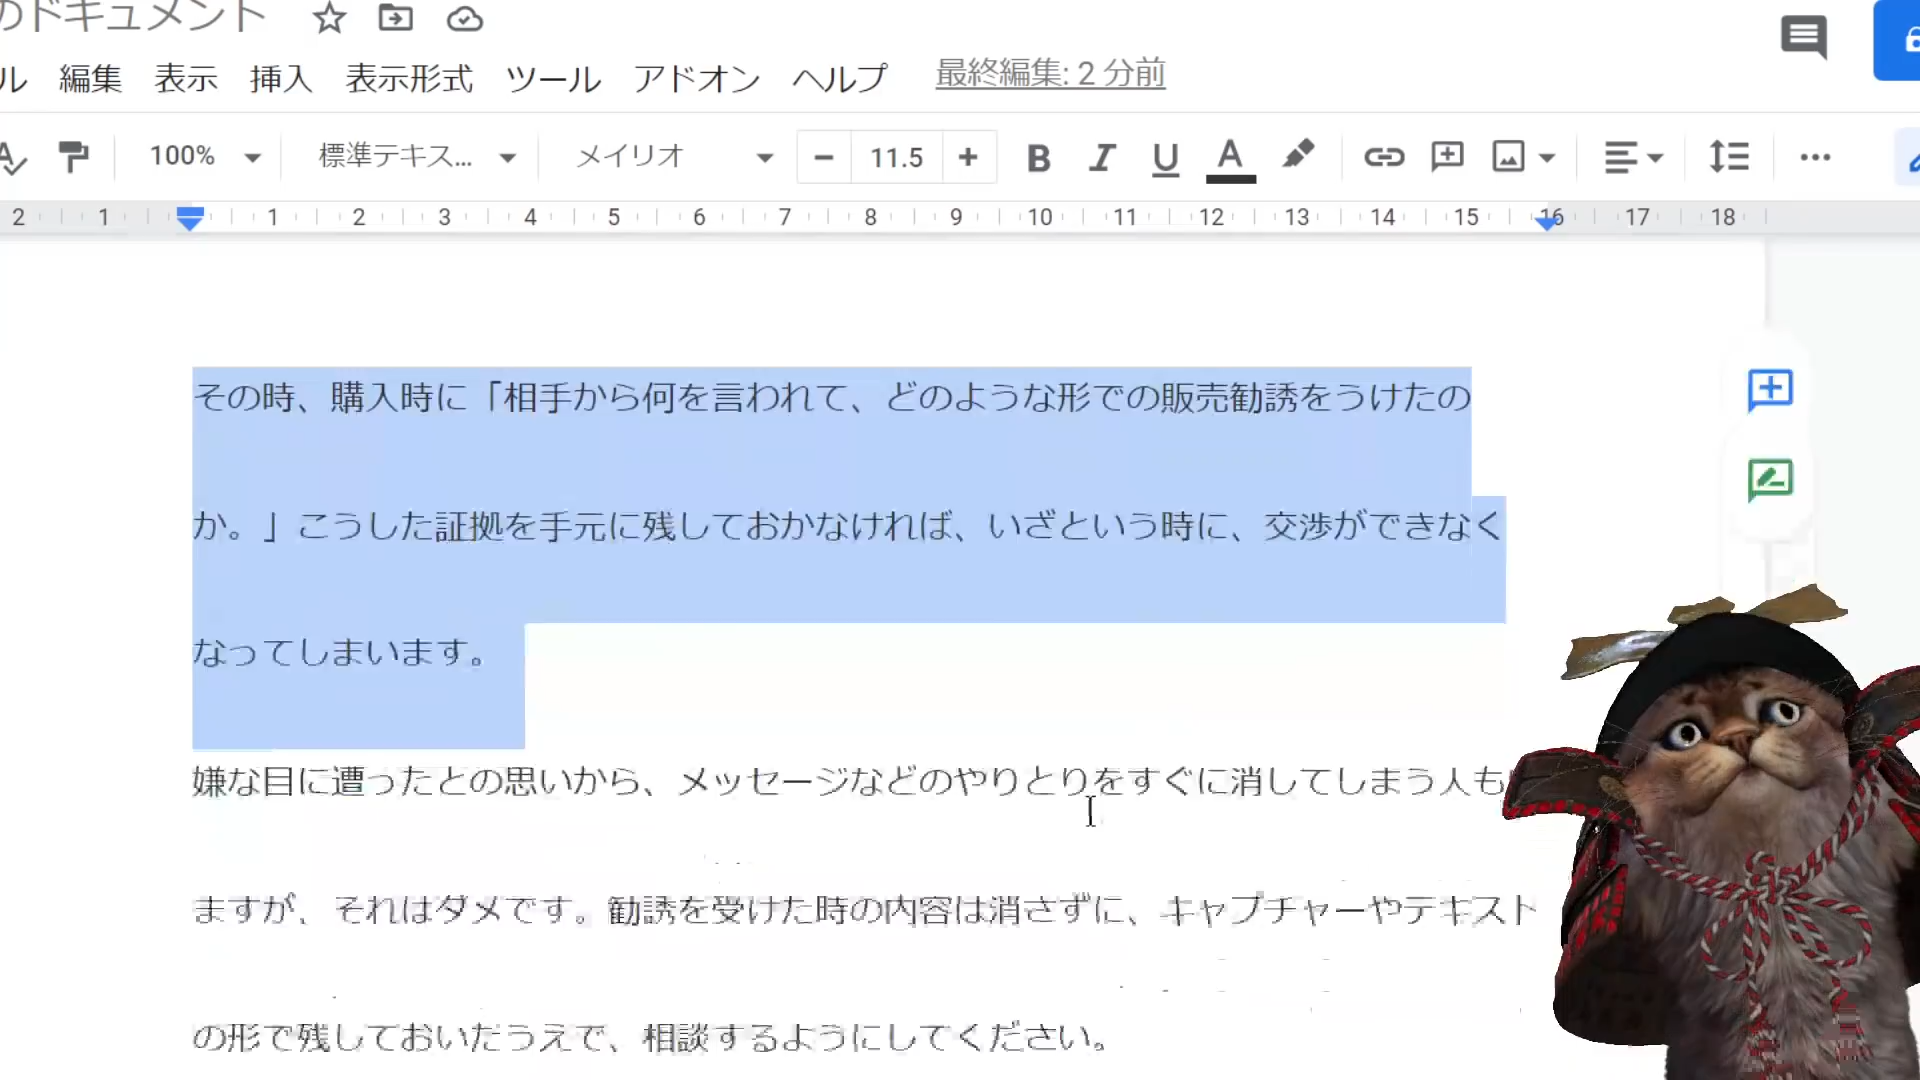 のドキュメント
ル 編集 表示 挿入 表示形式 ツール アドオン ヘルプ 最終編集: 2 分前
100% 標準テキス... メイリオ − 11.5 + B I U A
2 1 1 2 3 4 5 6 7 8 9 10 11 12 13 14 15 16 17 18
その時、購入時に「相手から何を言われて、どのような形での販売勧誘をうけたの
か。」こうした証拠を手元に残しておかなければ、いざという時に、交渉ができなく
なってしまいます。
嫌な目に遭ったとの思いから、メッセージなどのやりとりをすぐに消してしまう人も
ますが、それはダメです。勧誘を受けた時の内容は消さずに、キャプチャーやテキスト
の形で残しておいたうえで、相談するようにしてください。